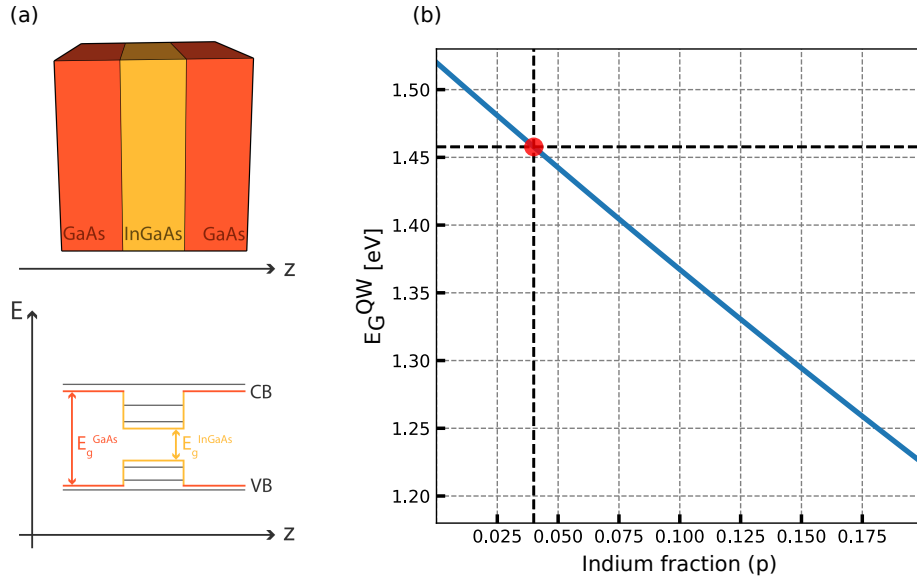 (a)
GaAs
InGaAs
GaAs
z
E
CB
E_g^GaAs
E_g^InGaAs
VB
z
(b)
E_G^QW [eV]
1.50
1.45
1.40
1.35
1.30
1.25
1.20
0.025 0.050 0.075 0.100 0.125 0.150 0.175
Indium fraction (p)